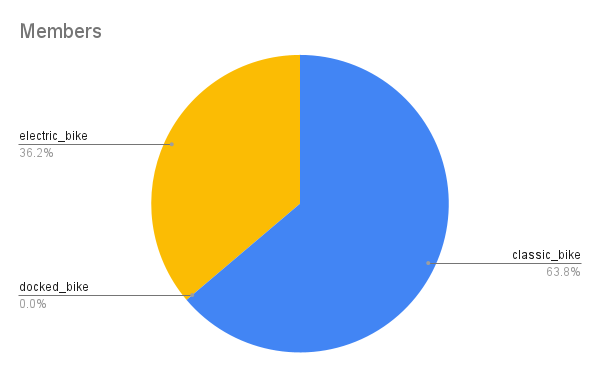 Members
electric_bike
36.2%
classic_bike
63.8%
docked_bike
0.0%